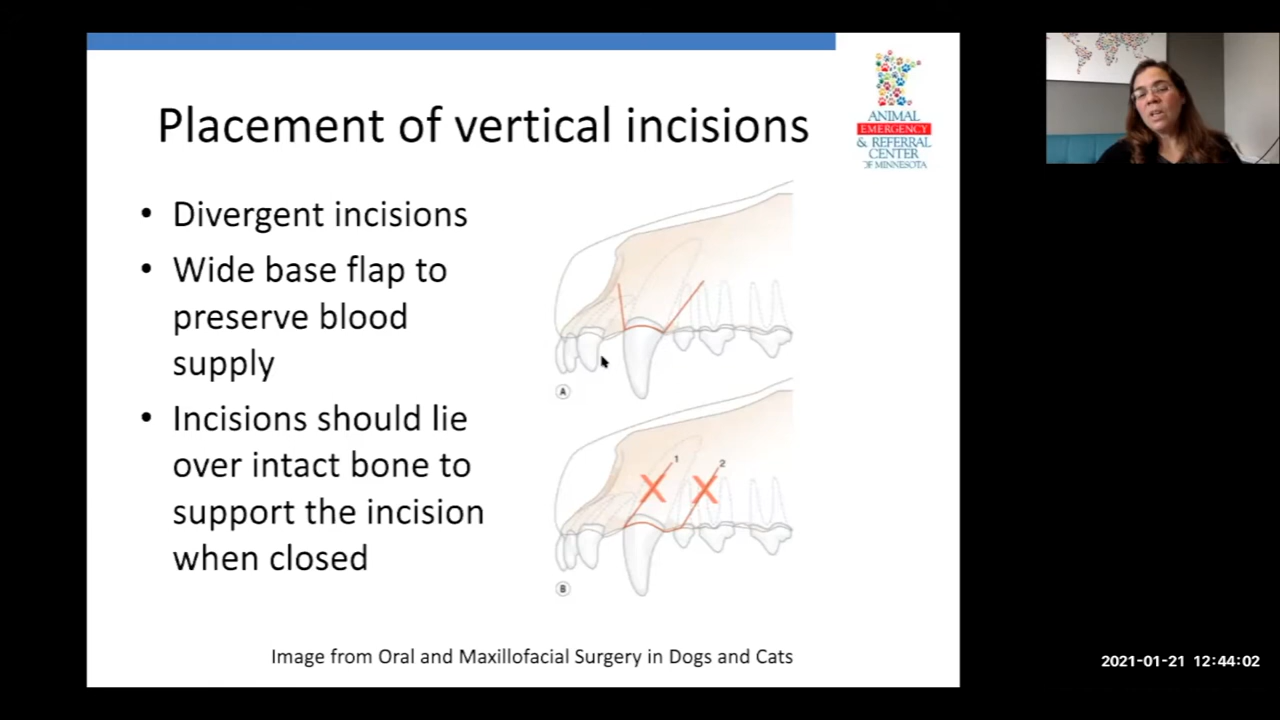 Placement of vertical incisions
ANIMAL
EMERGENCY
& REFERRAL
CENTER
OF MINNESOTA
• Divergent incisions
• Wide base flap to
preserve blood
supply
• Incisions should lie
over intact bone to
support the incision
when closed
A
1
2
B
Image from Oral and Maxillofacial Surgery in Dogs and Cats
2021-01-21 12:44:02